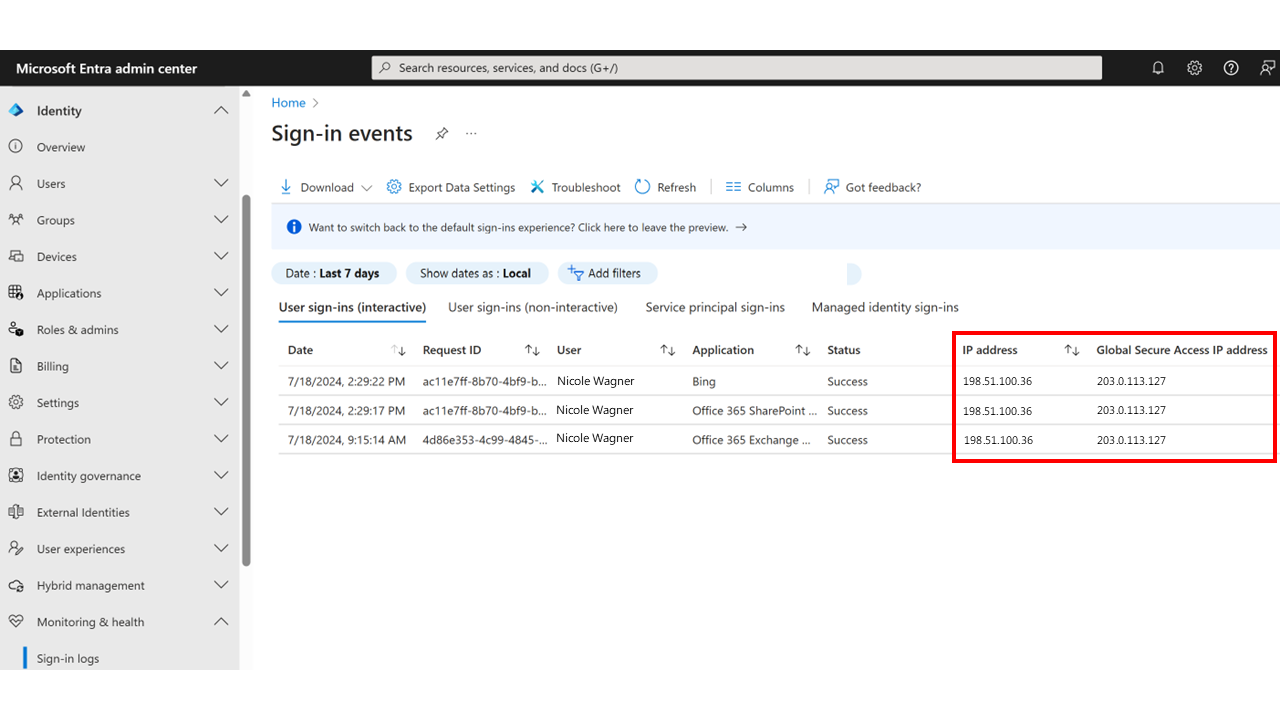 Microsoft Entra admin center
Search resources, services, and docs (G+/)
Identity
Overview
Users
Groups
Devices
Applications
Roles & admins
Billing
Settings
Protection
Identity governance
External Identities
User experiences
Hybrid management
Monitoring & health
Sign-in logs
Home
Sign-in events
Download Export Data Settings Troubleshoot Refresh Columns Got feedback?
Want to switch back to the default sign-ins experience? Click here to leave the preview.
Date : Last 7 days Show dates as : Local Add filters
User sign-ins (interactive) User sign-ins (non-interactive) Service principal sign-ins Managed identity sign-ins
Date Request ID User Application Status IP address Global Secure Access IP address
7/18/2024, 2:29:22 PM ac11e7ff-8b70-4bf9-b... Nicole Wagner Bing Success 198.51.100.36 203.0.113.127
7/18/2024, 2:29:17 PM ac11e7ff-8b70-4bf9-b... Nicole Wagner Office 365 SharePoint ... Success 198.51.100.36 203.0.113.127
7/18/2024, 9:15:14 AM 4d86e353-4c99-4845-... Nicole Wagner Office 365 Exchange ... Success 198.51.100.36 203.0.113.127